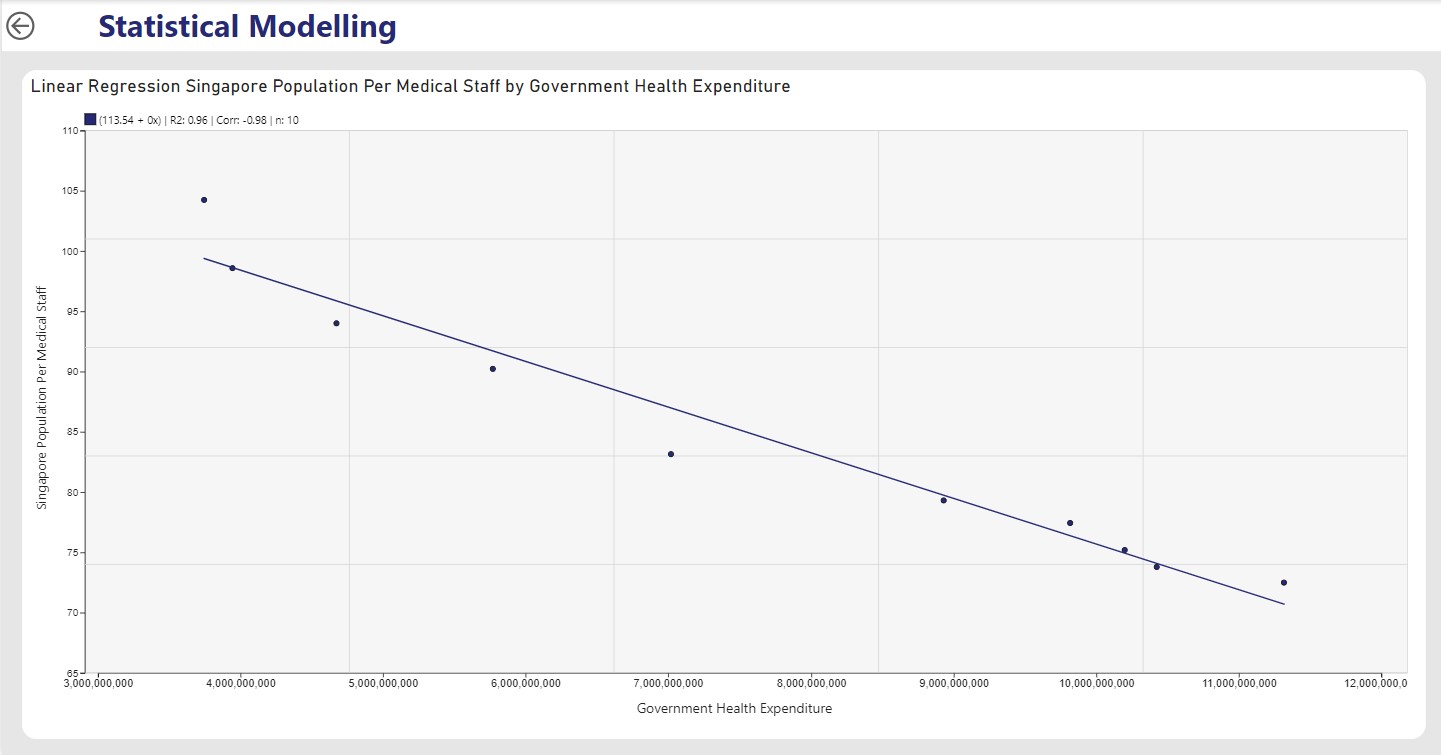 Statistical Modelling
Linear Regression Singapore Population Per Medical Staff by Government Health Expenditure
(113.54 + 0x) | R2: 0.96 | Corr: -0.98 | n: 10
110
105
100
95
90
85
80
75
70
65
Singapore Population Per Medical Staff
3,000,000,000 4,000,000,000 5,000,000,000 6,000,000,000 7,000,000,000 8,000,000,000 9,000,000,000 10,000,000,000 11,000,000,000 12,000,000,0
Government Health Expenditure